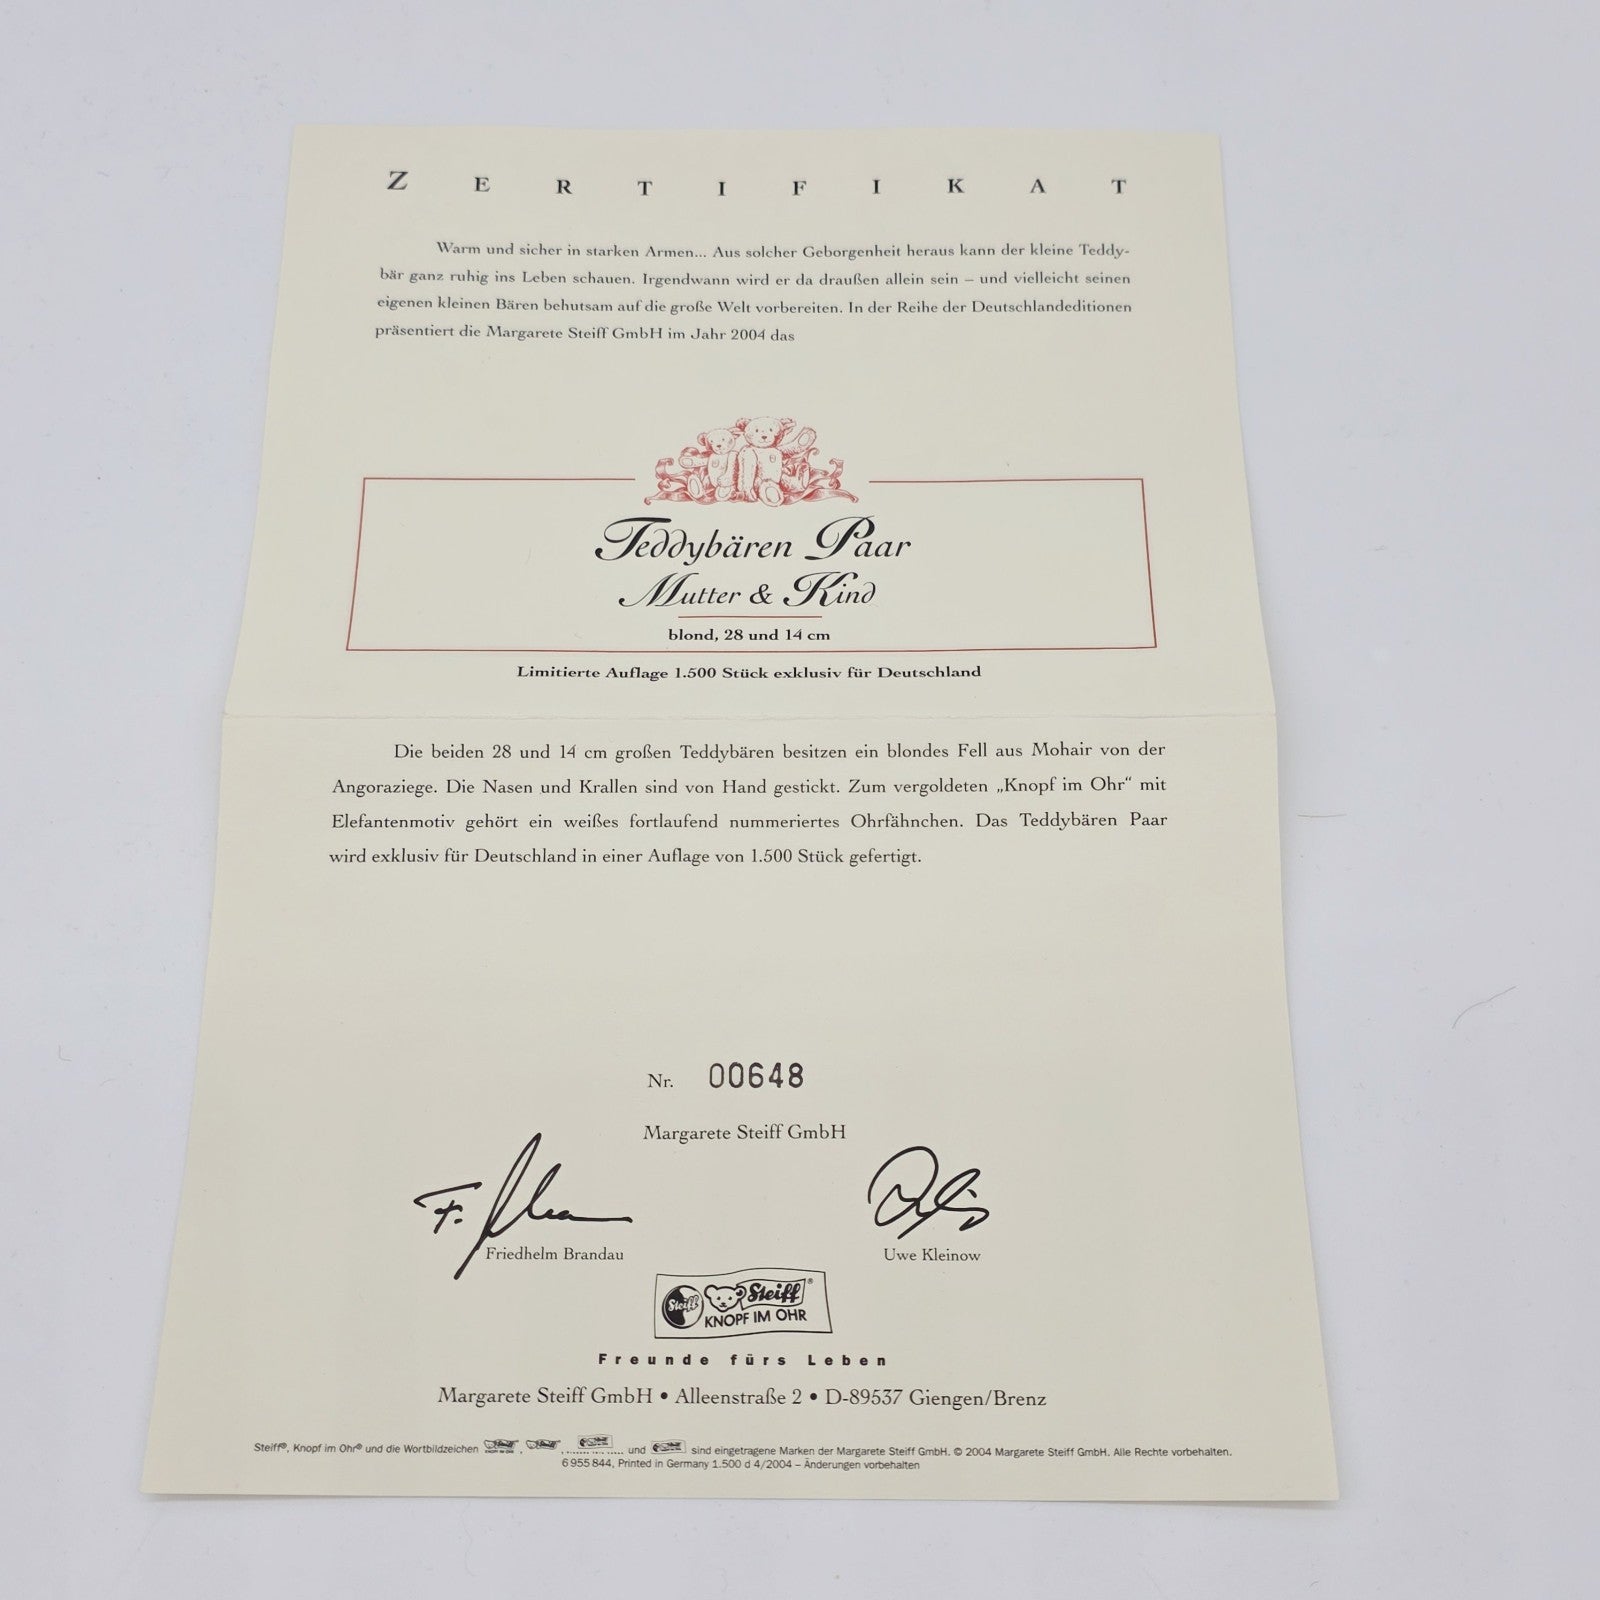 ZERTIFIKAT
Warm und sicher in starken Armen... Aus solcher Geborgenheit heraus kann der kleine Teddy-
bär ganz ruhig ins Leben schauen. Irgendwann wird er da draußen allein sein – und vielleicht seinen
eigenen kleinen Bären behutsam auf die große Welt vorbereiten. In der Reihe der Deutschlandeditionen
präsentiert die Margarete Steiff GmbH im Jahr 2004 das
Teddybären Paar
Mutter & Kind
blond, 28 und 14 cm
Limitierte Auflage 1.500 Stück exklusiv für Deutschland
Die beiden 28 und 14 cm großen Teddybären besitzen ein blondes Fell aus Mohair von der
Angoraziege. Die Nasen und Krallen sind von Hand gestickt. Zum vergoldeten „Knopf im Ohr“ mit
Elefantenmotiv gehört ein weißes fortlaufend nummeriertes Ohrfähnchen. Das Teddybären Paar
wird exklusiv für Deutschland in einer Auflage von 1.500 Stück gefertigt.
Nr. 00648
Margarete Steiff GmbH
Friedhelm Brandau Uwe Kleinow
Steiff Steiff®
KNOPF IM OHR
Freunde fürs Leben
Margarete Steiff GmbH • Alleenstraße 2 • D-89537 Giengen/Brenz
Steiff®, Knopf im Ohr® und die Wortbildzeichen , , ............ und sind eingetragene Marken der Margarete Steiff GmbH. © 2004 Margarete Steiff GmbH. Alle Rechte vorbehalten.
6 955 844, Printed in Germany 1.500 d 4/2004 – Änderungen vorbehalten